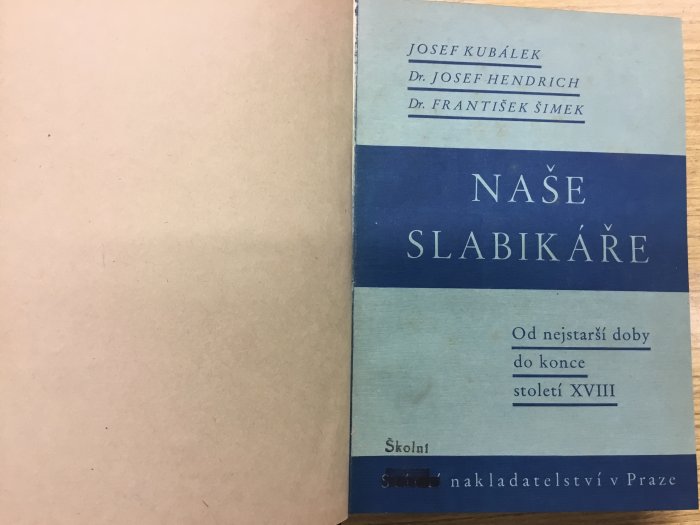 JOSEF KUBÁLEK
Dr. JOSEF HENDRICH
Dr. FRANTIŠEK ŠIMEK
NAŠE
SLABIKÁŘE
Od nejstarší doby
do konce
století XVIII
Školní
nakladatelství v Praze